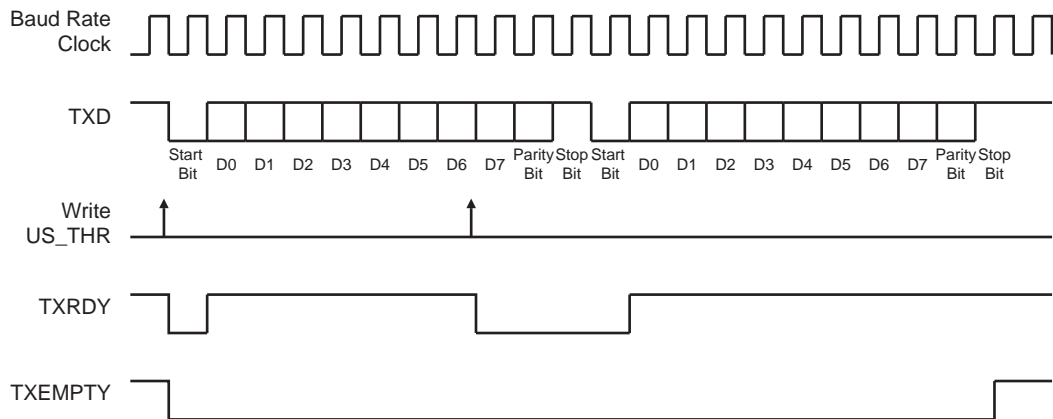 Baud Rate
Clock
TXD
Start
Bit
D0 D1 D2 D3 D4 D5 D6 D7
Parity
Bit
Stop
Bit
Start
Bit
D0 D1 D2 D3 D4 D5 D6 D7
Parity
Bit
Stop
Bit
Write
US_THR
TXRDY
TXEMPTY